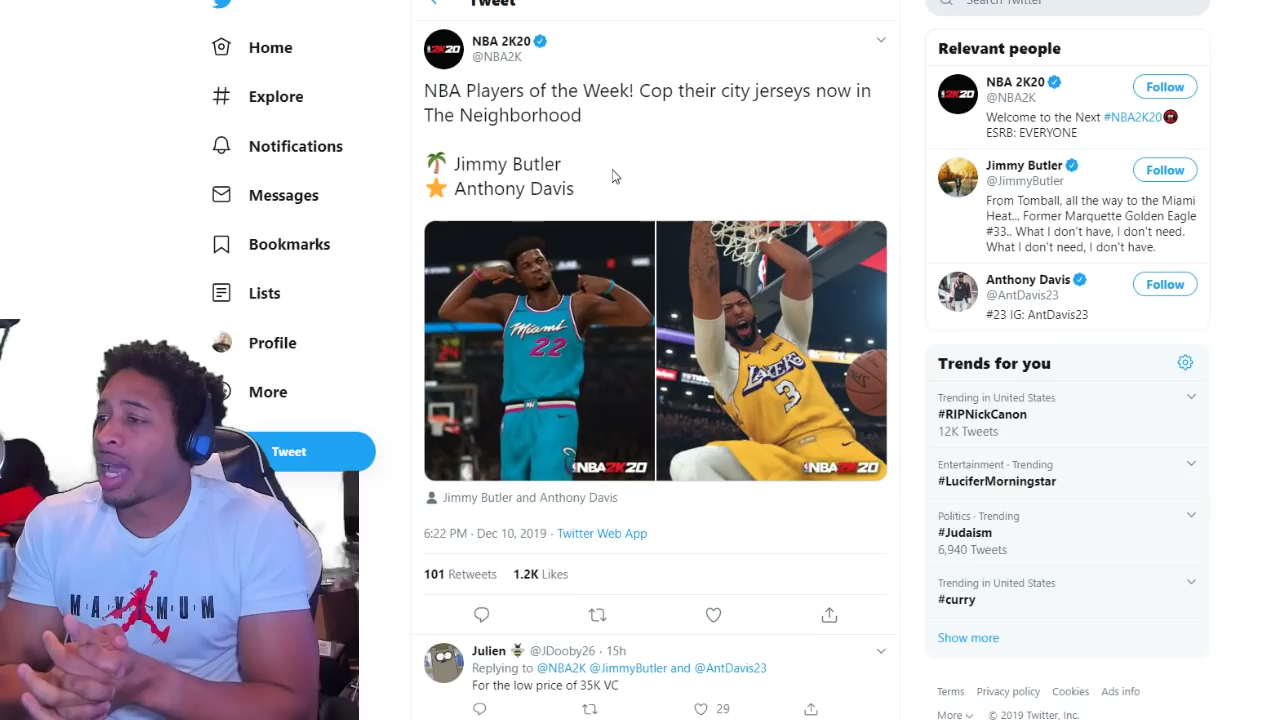 Tweet
Search Twitter
Home
Explore
Notifications
Messages
Bookmarks
Lists
Profile
More
Tweet
NBA 2K20
@NBA2K
NBA Players of the Week! Cop their city jerseys now in
The Neighborhood
🌴 Jimmy Butler
⭐ Anthony Davis
Miami
22
24
NBA2K20
LAKERS
3
NBA2K20
Jimmy Butler and Anthony Davis
6:22 PM · Dec 10, 2019 · Twitter Web App
101 Retweets 1.2K Likes
Julien 🐝 @JDooby26 · 15h
Replying to @NBA2K @JimmyButler and @AntDavis23
For the low price of 35K VC
29
Relevant people
NBA 2K20
@NBA2K
Follow
Welcome to the Next #NBA2K20
ESRB: EVERYONE
Jimmy Butler
@JimmyButler
Follow
From Tomball, all the way to the Miami
Heat... Former Marquette Golden Eagle
#33.. What I don't have, I don't need.
What I don't need, I don't have.
Anthony Davis
@AntDavis23
Follow
#23 IG: AntDavis23
Trends for you
Trending in United States
#RIPNickCanon
12K Tweets
Entertainment · Trending
#LuciferMorningstar
Politics · Trending
#Judaism
6,940 Tweets
Trending in United States
#curry
Show more
Terms Privacy policy Cookies Ads info
More © 2019 Twitter, Inc.
MAXIMUM